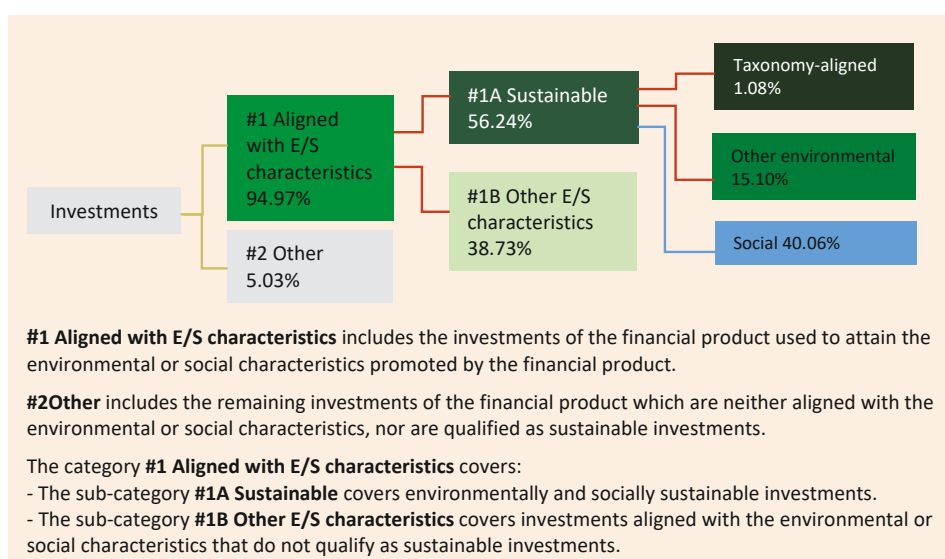 Investments
#1 Aligned
with E/S
characteristics
94.97%
#2 Other
5.03%
#1A Sustainable
56.24%
#1B Other E/S
characteristics
38.73%
Taxonomy-aligned
1.08%
Other environmental
15.10%
Social 40.06%
#1 Aligned with E/S characteristics includes the investments of the financial product used to attain the
environmental or social characteristics promoted by the financial product.
#2Other includes the remaining investments of the financial product which are neither aligned with the
environmental or social characteristics, nor are qualified as sustainable investments.
The category #1 Aligned with E/S characteristics covers:
- The sub-category #1A Sustainable covers environmentally and socially sustainable investments.
- The sub-category #1B Other E/S characteristics covers investments aligned with the environmental or
social characteristics that do not qualify as sustainable investments.